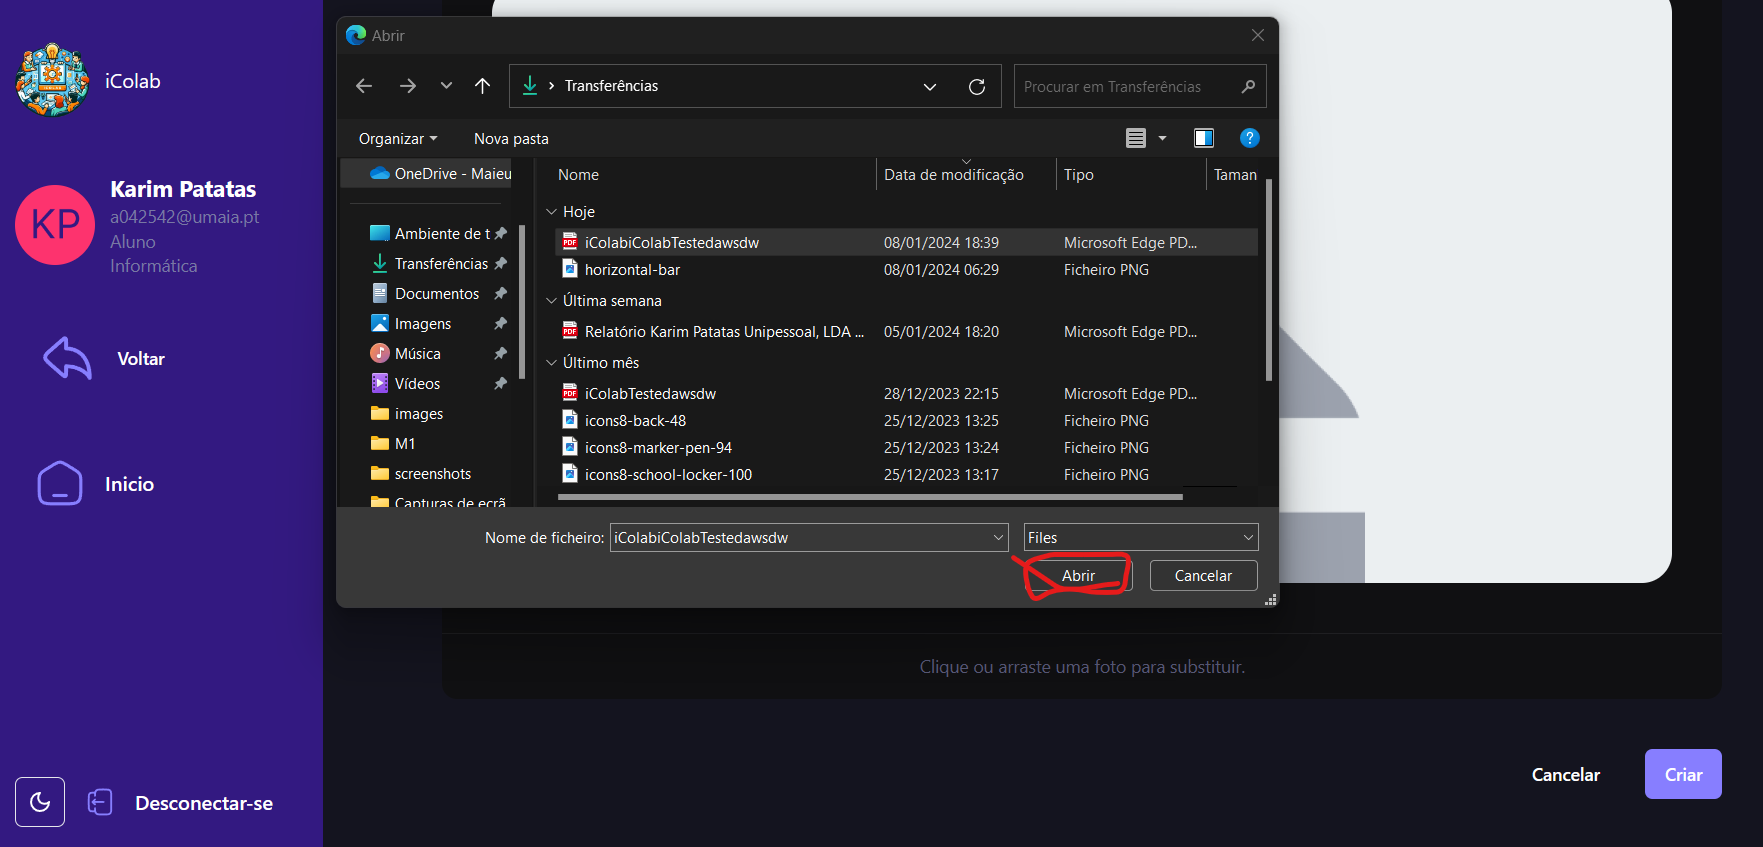 iColab
KP
Karim Patatas
a042542@umaia.pt
Aluno
Informática
Voltar
Inicio
Desconectar-se
Abrir
Transferências
Procurar em Transferências
Organizar
Nova pasta
?
OneDrive - Maieu
Ambiente de t
Transferências
Documentos
Imagens
Música
Vídeos
images
M1
screenshots
Capturas de ecrã
Nome Data de modificação Tipo Taman
Hoje
PDF iColabiColabTestedawsdw 08/01/2024 18:39 Microsoft Edge PD...
horizontal-bar 08/01/2024 06:29 Ficheiro PNG
Última semana
PDF Relatório Karim Patatas Unipessoal, LDA ... 05/01/2024 18:20 Microsoft Edge PD...
Último mês
PDF iColabTestedawsdw 28/12/2023 22:15 Microsoft Edge PD...
icons8-back-48 25/12/2023 13:25 Ficheiro PNG
icons8-marker-pen-94 25/12/2023 13:24 Ficheiro PNG
icons8-school-locker-100 25/12/2023 13:17 Ficheiro PNG
Nome de ficheiro: iColabiColabTestedawsdw Files
Abrir Cancelar
Clique ou arraste uma foto para substituir.
Cancelar Criar